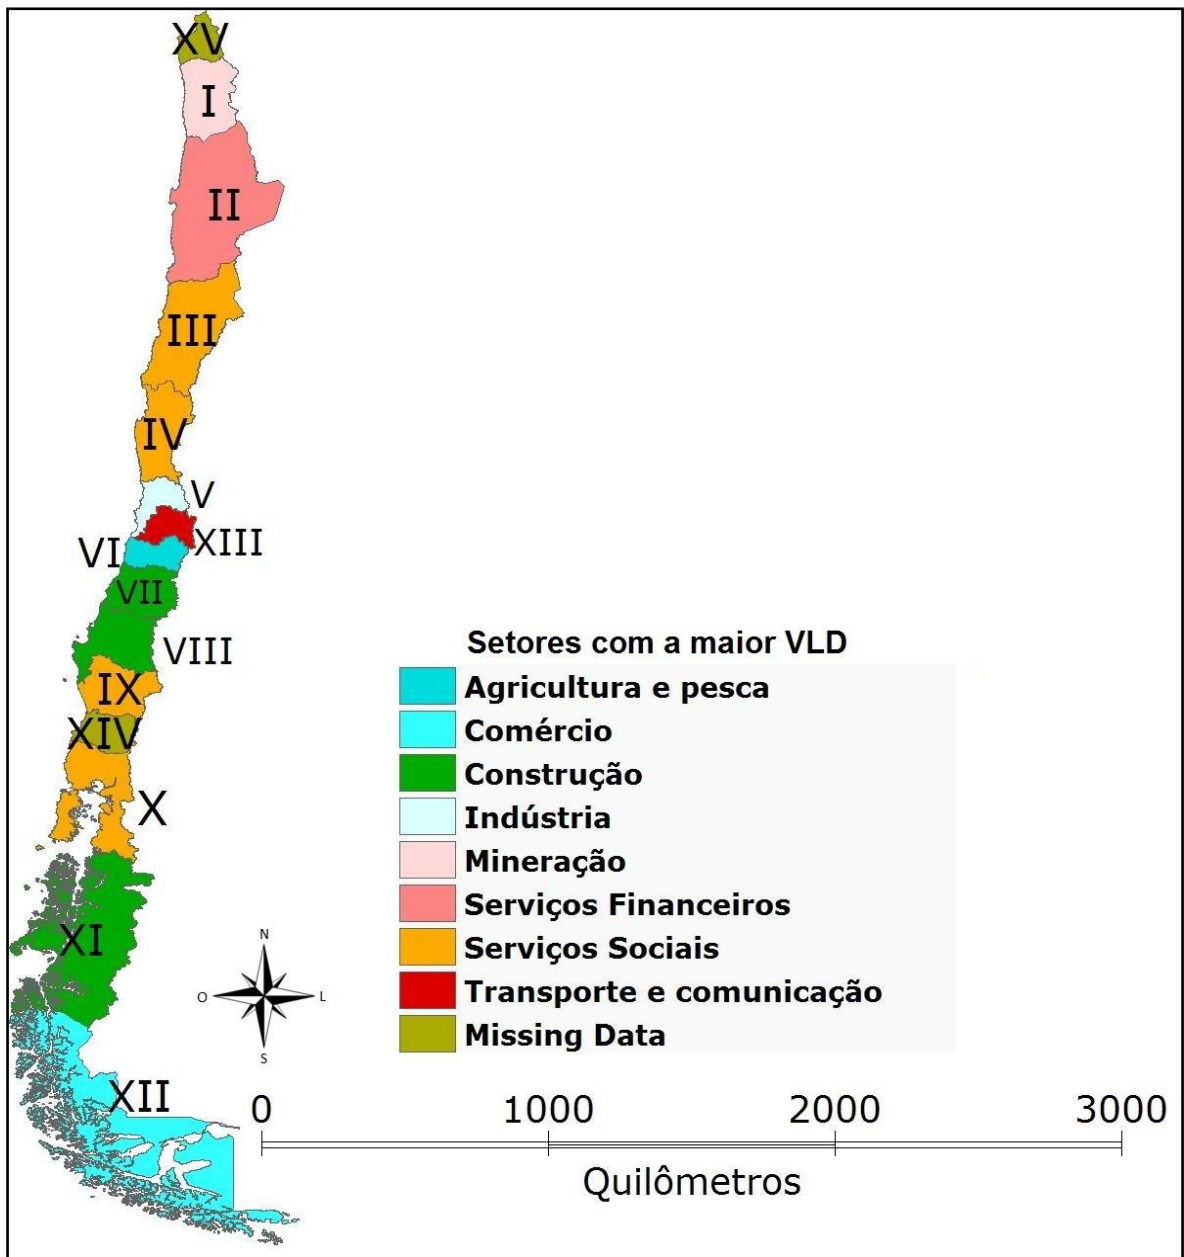 XV
I
II
III
IV
V
XIII
VI
VII
VIII
IX
XIV
X
XI
XII
Setores com a maior VLD
Agricultura e pesca
Comércio
Construção
Indústria
Mineração
Serviços Financeiros
Serviços Sociais
Transporte e comunicação
Missing Data
N
O L
S
0 1000 2000 3000
Quilômetros